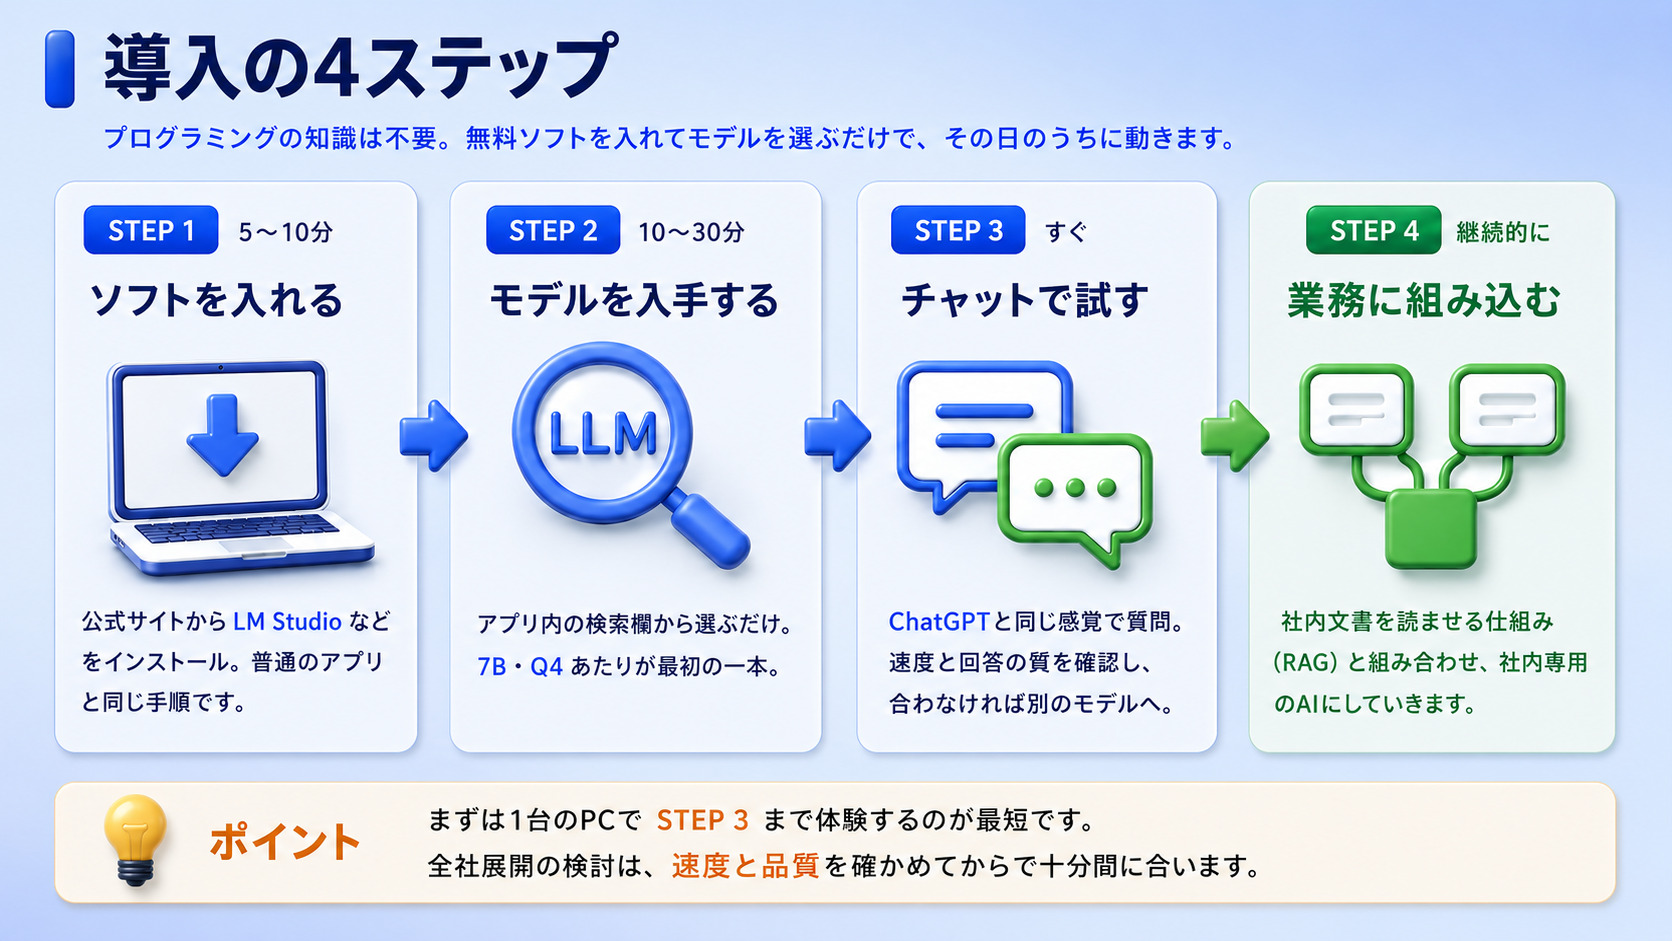 導入の4ステップ
プログラミングの知識は不要。無料ソフトを入れてモデルを選ぶだけで、その日のうちに動きます。
STEP 1 5〜10分
ソフトを入れる
公式サイトから LM Studio など
をインストール。普通のアプリ
と同じ手順です。
STEP 2 10〜30分
モデルを入手する
LLM
アプリ内の検索欄から選ぶだけ。
7B・Q4 あたりが最初の一本。
STEP 3 すぐ
チャットで試す
ChatGPTと同じ感覚で質問。
速度と回答の質を確認し、
合わなければ別のモデルへ。
STEP 4 継続的に
業務に組み込む
社内文書を読ませる仕組み
(RAG) と組み合わせ、社内専用
のAIにしていきます。
ポイント
まずは1台のPCで STEP 3 まで体験するのが最短です。
全社展開の検討は、速度と品質を確かめてからで十分間に合います。